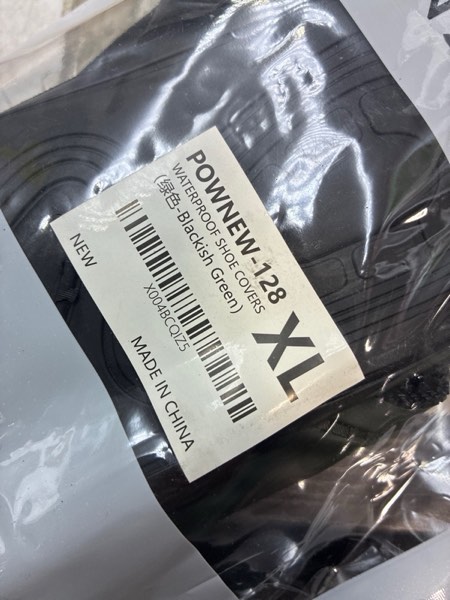 POWNEW-128
WATERPROOF SHOE COVERS
(绿色-Blackish Green)
XL
X004BCQIZ5
NEW
MADE IN CHINA